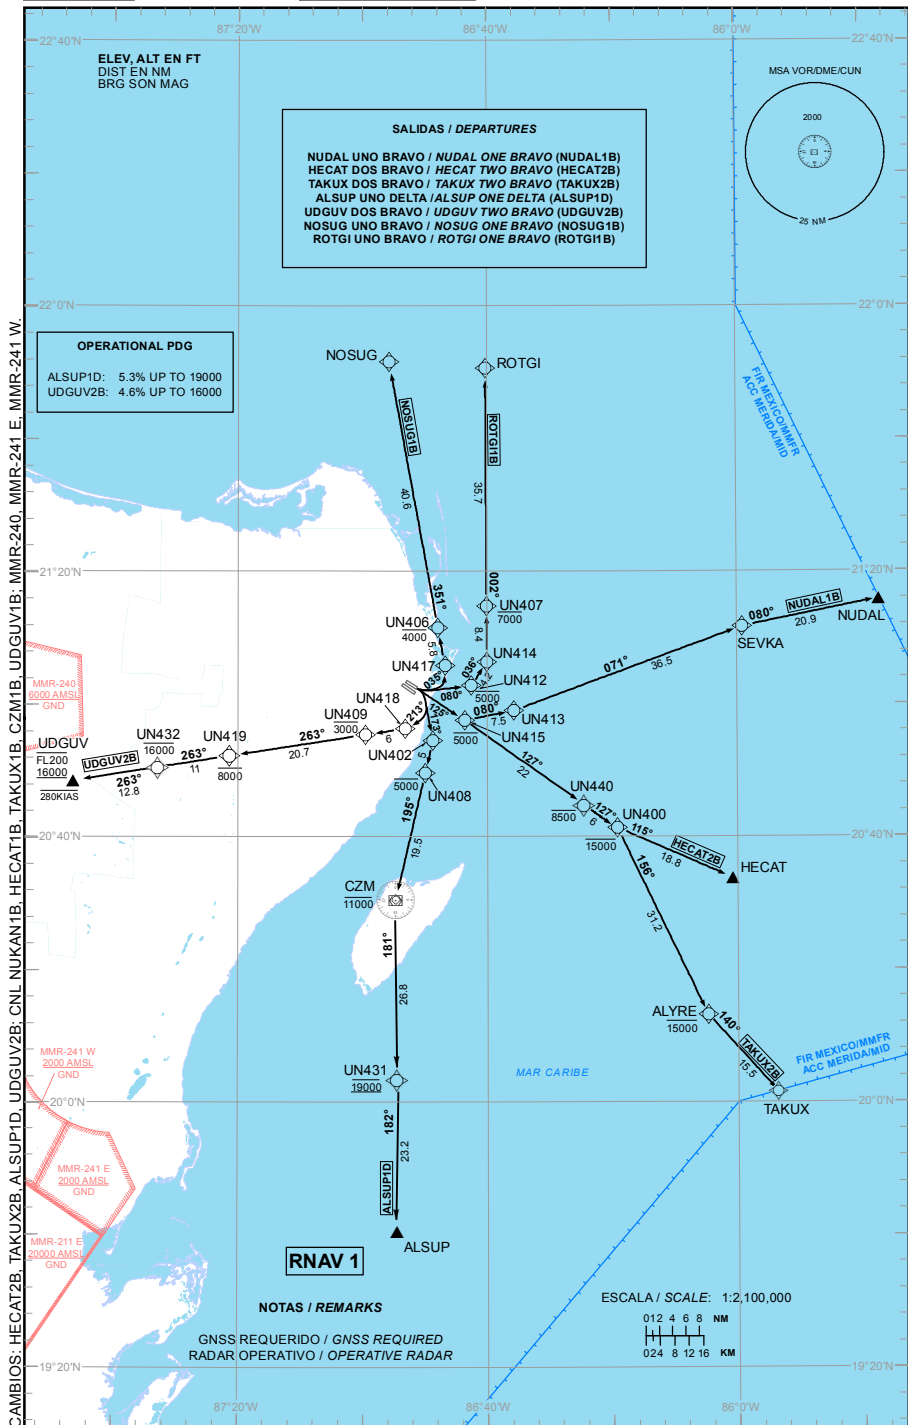 87°20'W
86°40'W
86°0'W
22°40'N
22°40'N
ELEV, ALT EN FT
DIST EN NM
BRG SON MAG
MSA VOR/DME/CUN
2000
25 NM
SALIDAS / DEPARTURES
NUDAL UNO BRAVO / NUDAL ONE BRAVO (NUDAL1B)
HECAT DOS BRAVO / HECAT TWO BRAVO (HECAT2B)
TAKUX DOS BRAVO / TAKUX TWO BRAVO (TAKUX2B)
ALSUP UNO DELTA /ALSUP ONE DELTA (ALSUP1D)
UDGUV DOS BRAVO / UDGUV TWO BRAVO (UDGUV2B)
NOSUG UNO BRAVO / NOSUG ONE BRAVO (NOSUG1B)
ROTGI UNO BRAVO / ROTGI ONE BRAVO (ROTGI1B)
22°0'N
22°0'N
OPERATIONAL PDG
ALSUP1D: 5.3% UP TO 19000
UDGUV2B: 4.6% UP TO 16000
NOSUG
ROTGI
FIR MEXICO/MMFR
ACC MERIDA/MID
NOSUG1B
ROTGI1B
40.6
35.7
21°20'N
21°20'N
351°
002°
UN406
4000
UN407
7000
5.8
8.4
080°
NUDAL1B
20.9
NUDAL
SEVKA
UN417
035°
036°
4.2
UN414
UN412
5000
071°
36.5
080°
UN418
213°
125°
173°
080°
7.5
UN413
UN415
5000
MMR-240
6000 AMSL
GND
UN409
3000
6
263°
20.7
UN419
8000
263°
11
UN432
16000
UDGUV
FL200
16000
280KIAS
UDGUV2B
263°
12.8
UN402
5
5000
UN408
127°
22
UN440
8500
127°
6
UN400
15000
20°40'N
20°40'N
195°
19.5
115°
18.8
HECAT2B
HECAT
CZM
11000
156°
31.2
181°
26.8
ALYRE
15000
140°
TAKUX2B
15.5
TAKUX
FIR MEXICO/MMFR
ACC MERIDA/MID
MMR-241 W
2000 AMSL
GND
UN431
19000
MAR CARIBE
20°0'N
20°0'N
182°
23.2
ALSUP1D
ALSUP
MMR-241 E
2000 AMSL
GND
MMR-211 E
20000 AMSL
GND
RNAV 1
NOTAS / REMARKS
GNSS REQUERIDO / GNSS REQUIRED
RADAR OPERATIVO / OPERATIVE RADAR
ESCALA / SCALE: 1:2,100,000
0 1 2 4 6 8 NM
0 2 4 8 12 16 KM
19°20'N
19°20'N
87°20'W
86°40'W
86°0'W
CAMBIOS: HECAT2B, TAKUX2B, ALSUP1D, UDGUV2B; CNL NUKAN1B, HECAT1B, TAKUX1B, CZM1B, UDGUV1B; MMR-240, MMR-241 E, MMR-241 W.